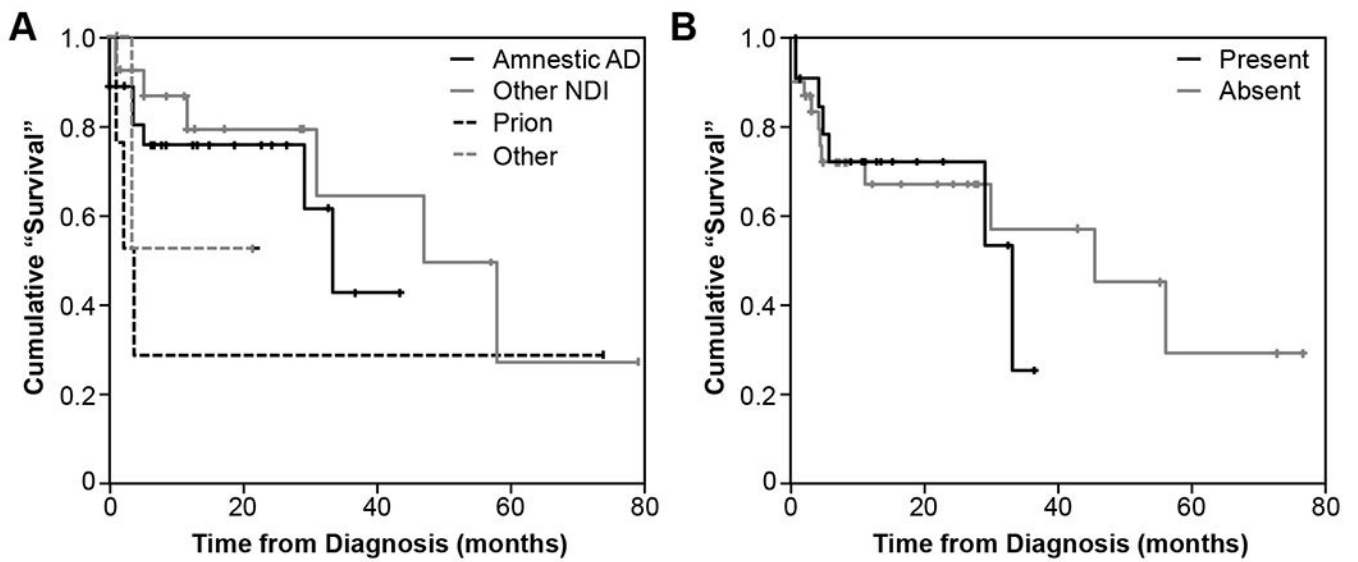 A
Cumulative “Survival”
1.0
0.8
0.6
0.4
0.2
0
0
20
40
60
80
Time from Diagnosis (months)
Amnestic AD
Other NDI
Prion
Other
B
Cumulative “Survival”
1.0
0.8
0.6
0.4
0.2
0
0
20
40
60
80
Time from Diagnosis (months)
Present
Absent